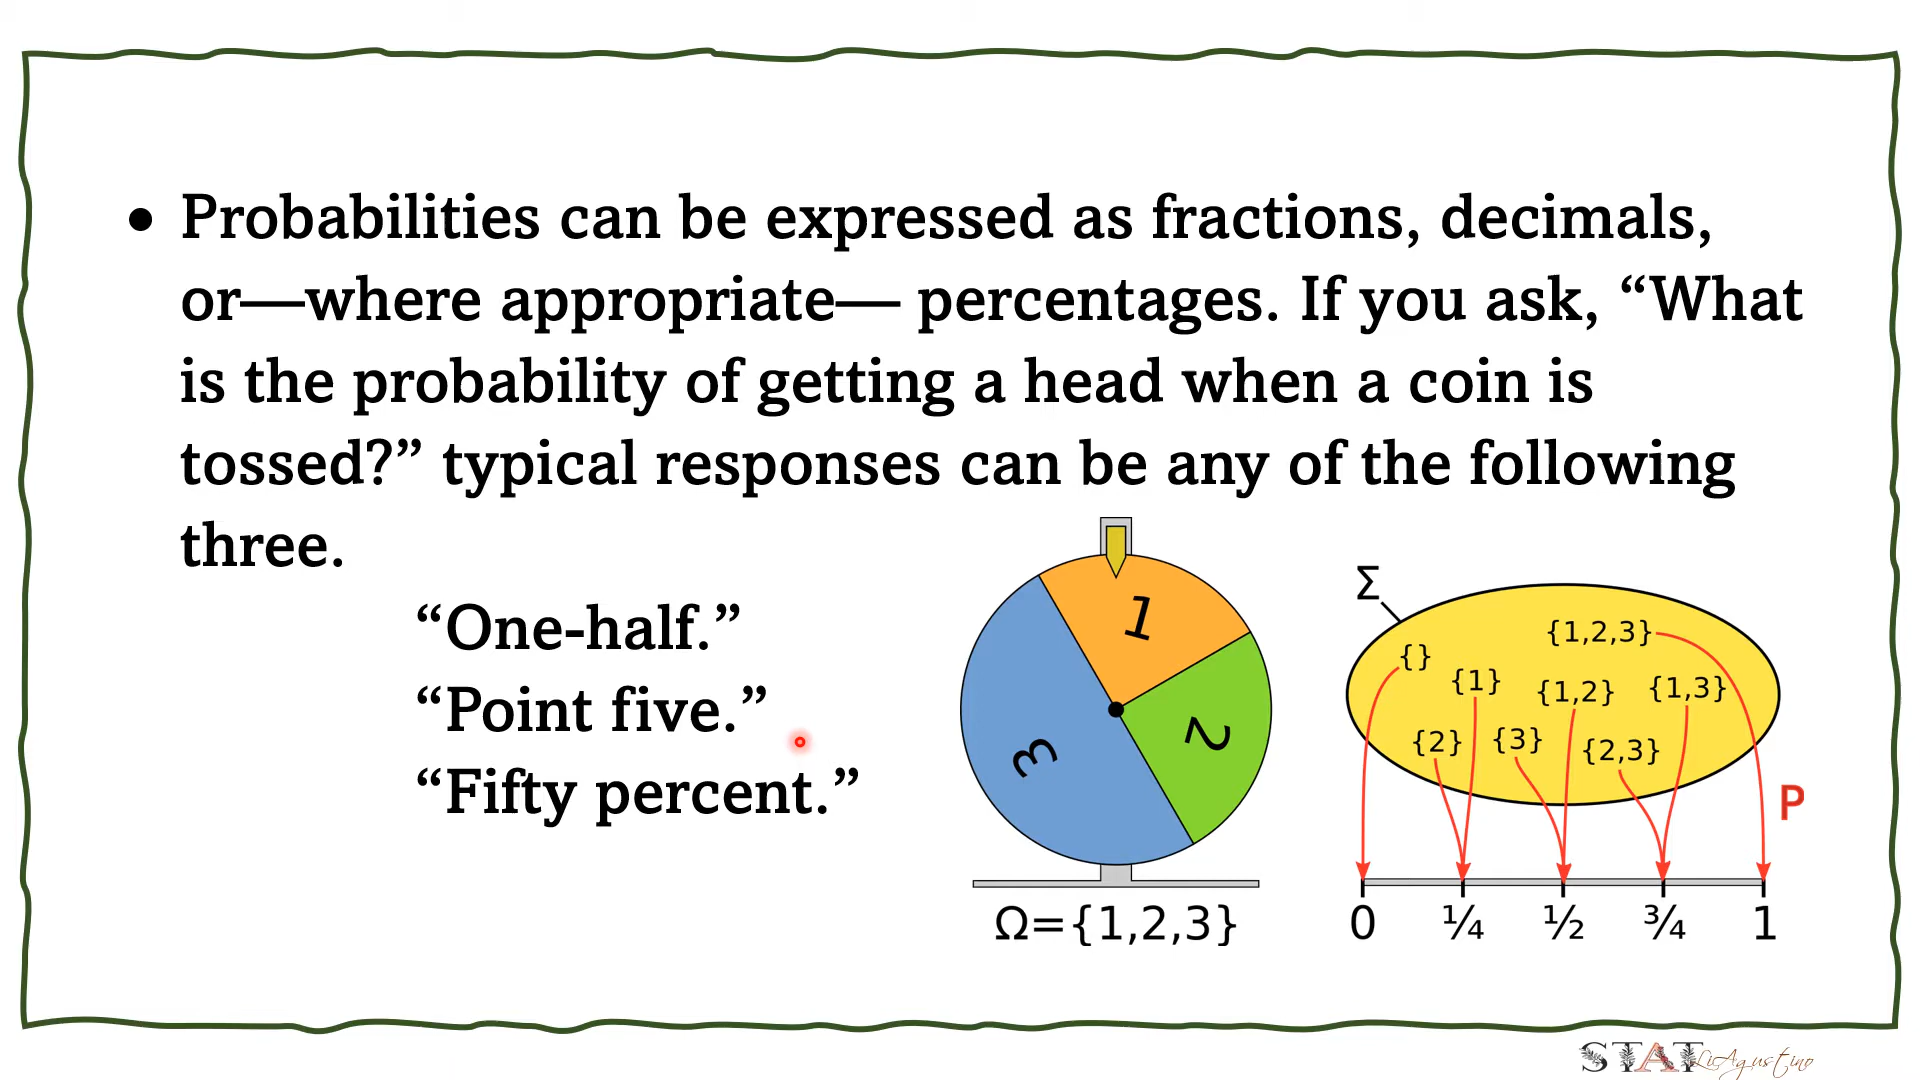 • Probabilities can be expressed as fractions, decimals,
or—where appropriate— percentages. If you ask, “What
is the probability of getting a head when a coin is
tossed?” typical responses can be any of the following
three.
“One-half.”
“Point five.”
“Fifty percent.”
1
2
3
Ω={1,2,3}
Σ
{1,2,3}
{}
{1}
{1,2}
{1,3}
{2}
{3}
{2,3}
P
0 ¼ ½ ¾ 1
STAT LiAgustino